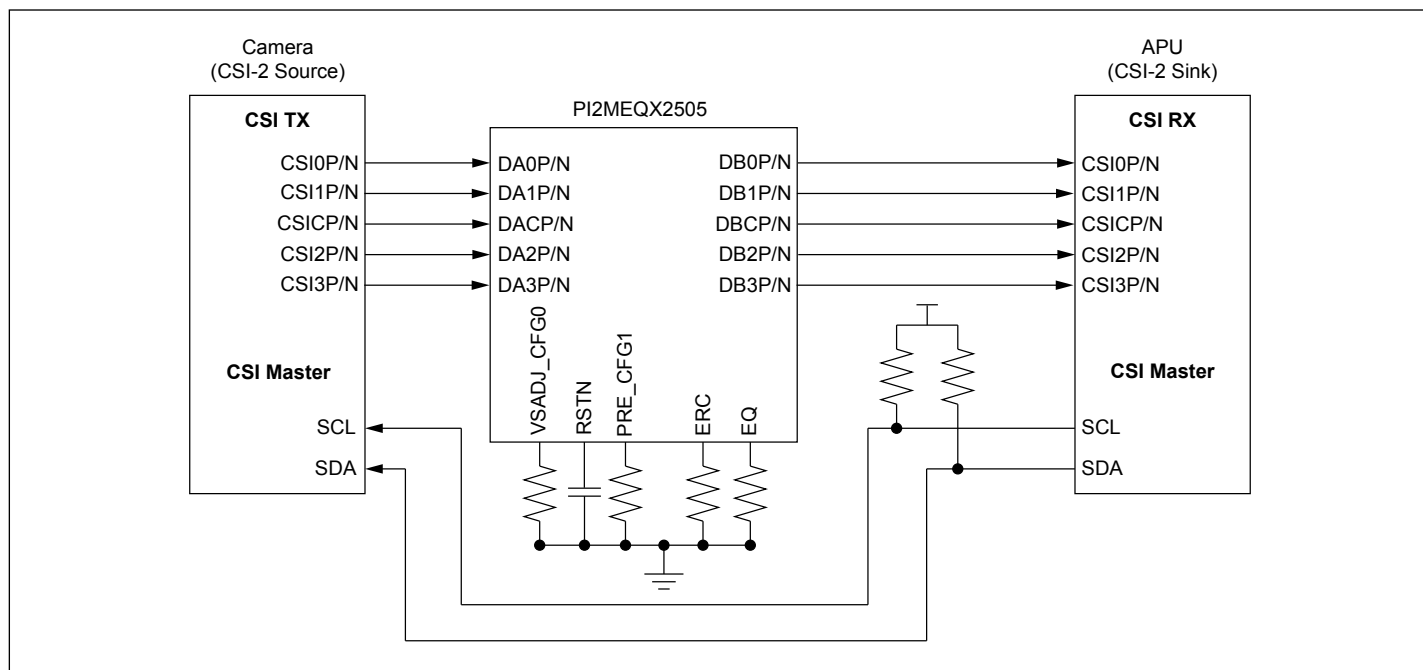 Camera
(CSI-2 Source)
CSI TX
CSI0P/N
CSI1P/N
CSICP/N
CSI2P/N
CSI3P/N
CSI Master
SCL
SDA
PI2MEQX2505
DA0P/N
DA1P/N
DACP/N
DA2P/N
DA3P/N
DB0P/N
DB1P/N
DBCP/N
DB2P/N
DB3P/N
VSADJ_CFG0
RSTN
PRE_CFG1
ERC
EQ
APU
(CSI-2 Sink)
CSI RX
CSI0P/N
CSI1P/N
CSICP/N
CSI2P/N
CSI3P/N
CSI Master
SCL
SDA